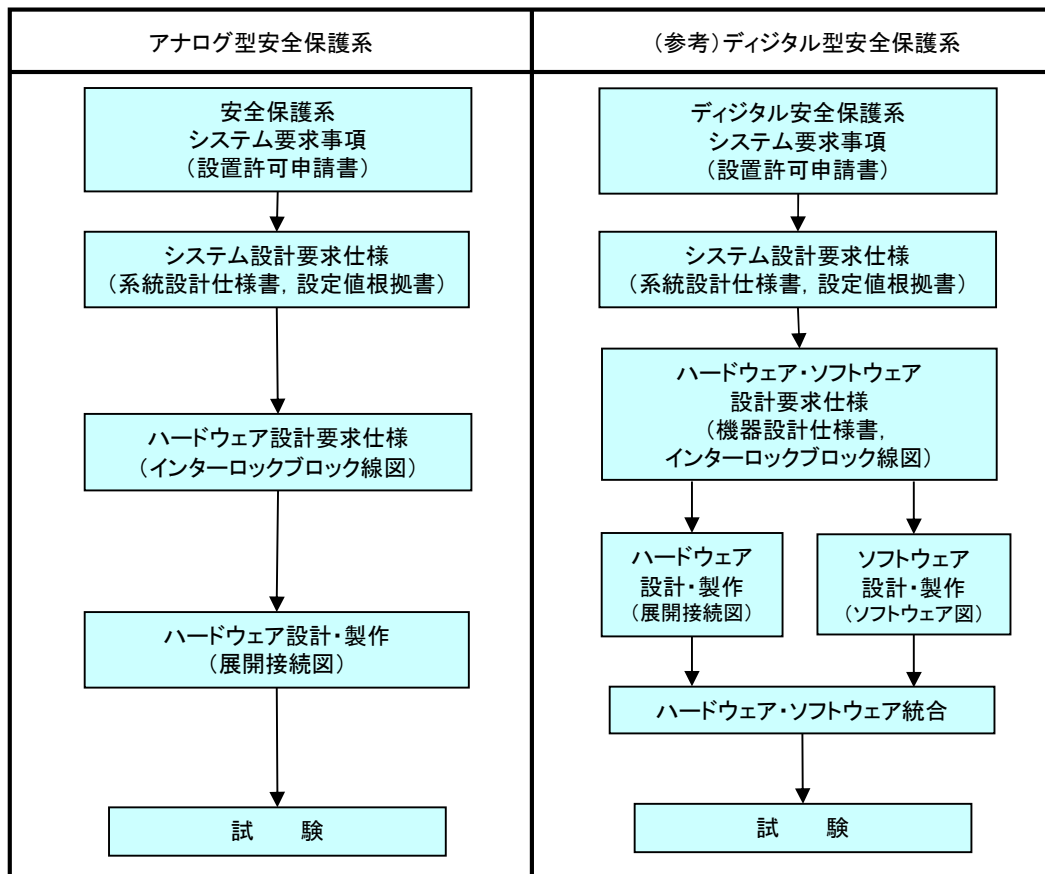 アナログ型安全保護系
安全保護系
システム要求事項
（設置許可申請書）
システム設計要求仕様
（系統設計仕様書，設定値根拠書）
ハードウェア設計要求仕様
（インターロックブロック線図）
ハードウェア設計・製作
（展開接続図）
試　　験
（参考）ディジタル型安全保護系
ディジタル安全保護系
システム要求事項
（設置許可申請書）
システム設計要求仕様
（系統設計仕様書，設定値根拠書）
ハードウェア・ソフトウェア
設計要求仕様
（機器設計仕様書，
インターロックブロック線図）
ハードウェア
設計・製作
（展開接続図）
ソフトウェア
設計・製作
（ソフトウェア図）
ハードウェア・ソフトウェア統合
試　　験